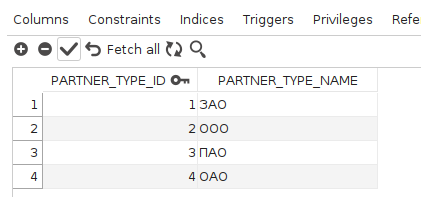 Columns Constraints Indices Triggers Privileges Refe
Fetch all
PARTNER_TYPE_ID PARTNER_TYPE_NAME
1 1 ЗАО
2 2 ООО
3 3 ПАО
4 4 ОАО